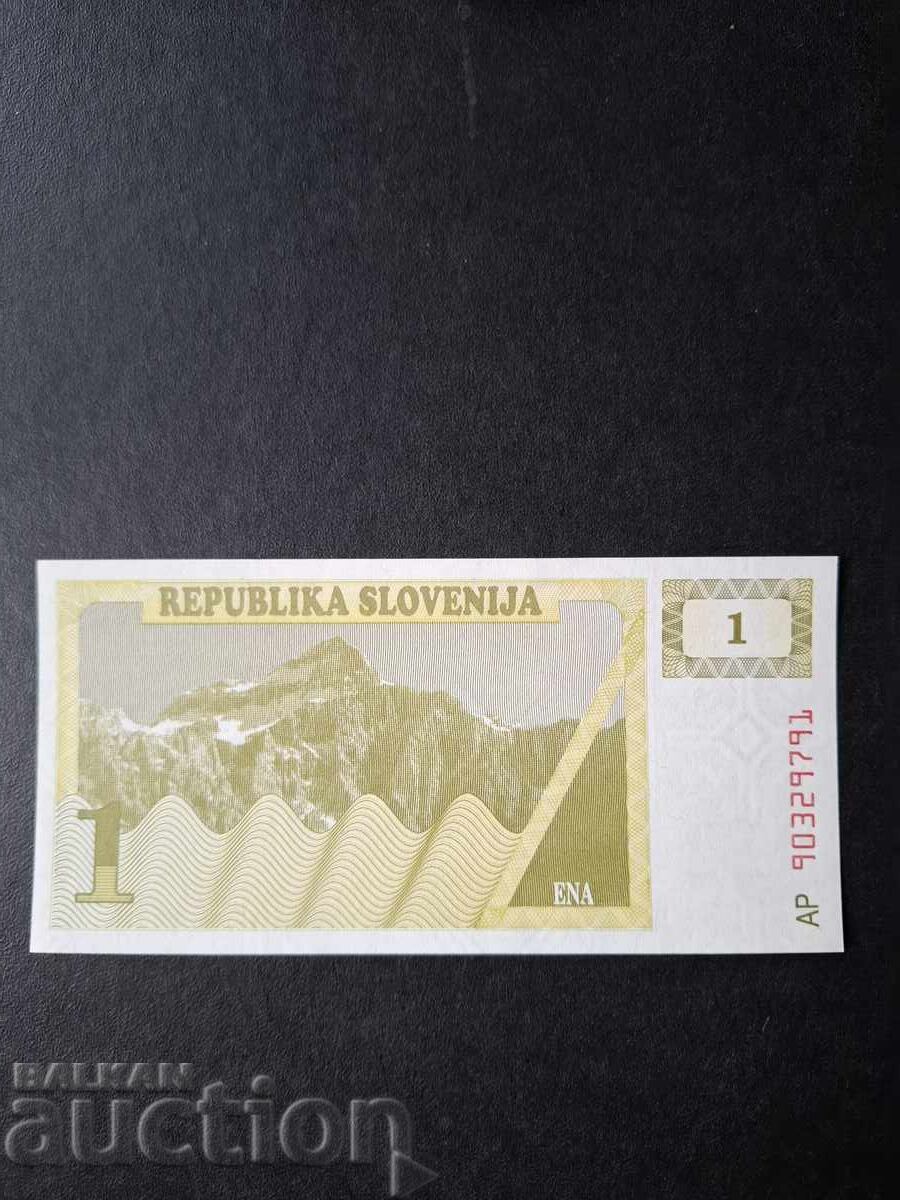 REPUBLIKA SLOVENIJA
1
1
ENA
AP 90329791
BALKAN
auction